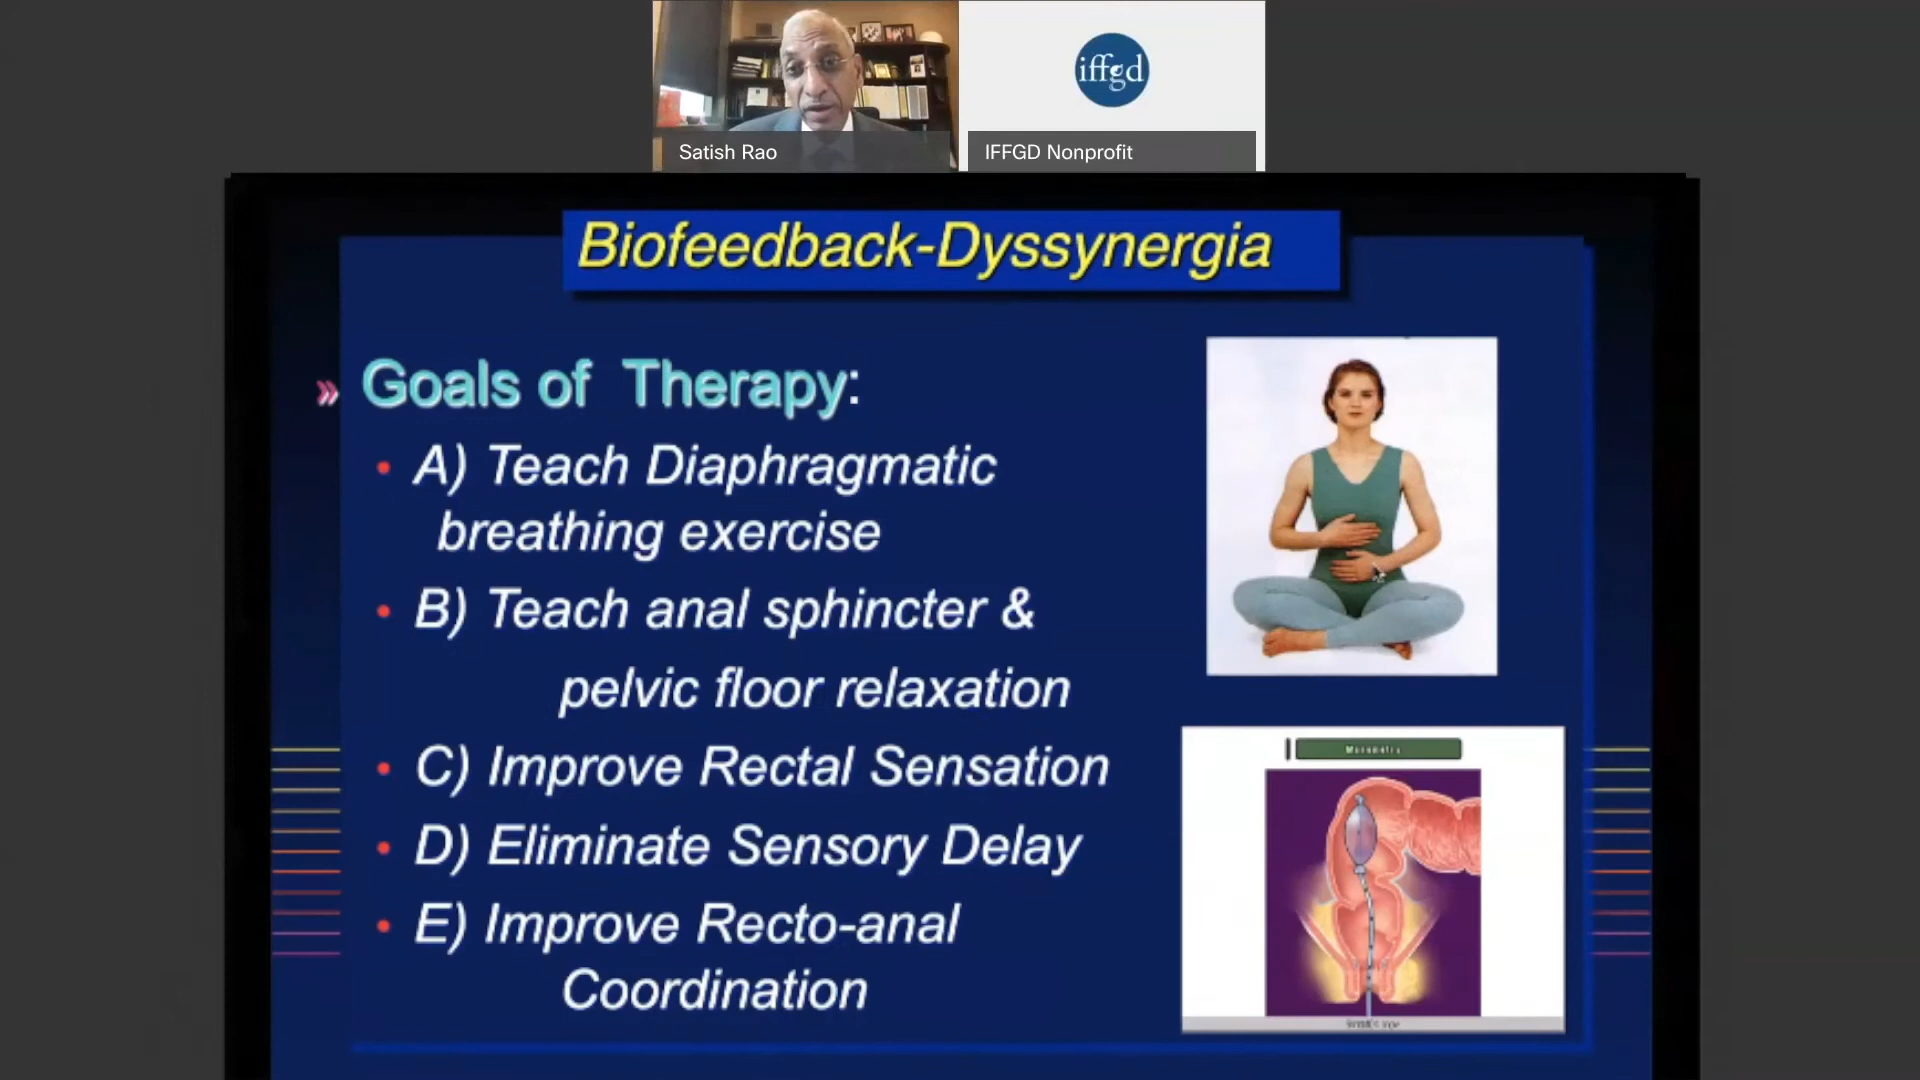 iffgd
Satish Rao
IFFGD Nonprofit
Biofeedback-Dyssynergia
» Goals of Therapy:
• A) Teach Diaphragmatic
breathing exercise
• B) Teach anal sphincter &
pelvic floor relaxation
• C) Improve Rectal Sensation
• D) Eliminate Sensory Delay
• E) Improve Recto-anal
Coordination
Manometry